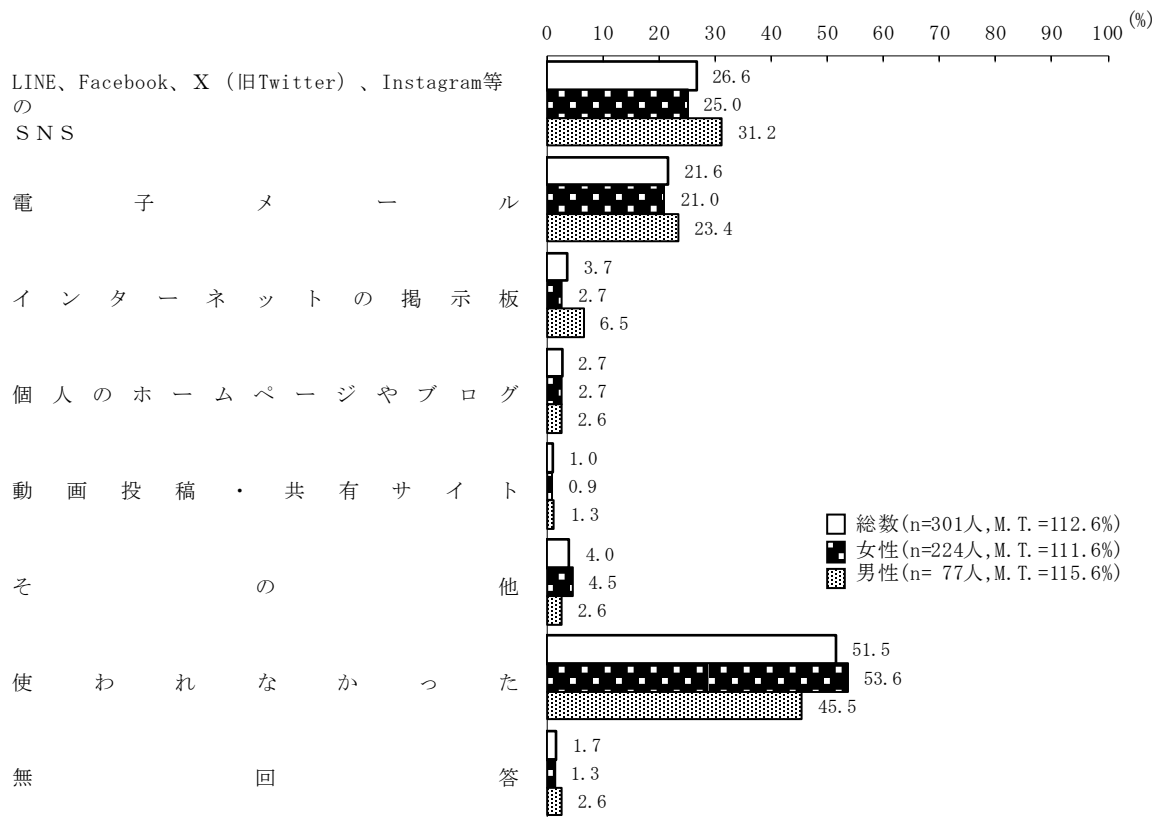 (%)
0 10 20 30 40 50 60 70 80 90 100
LINE、Facebook、X（旧Twitter）、Instagram等
の
ＳＮＳ
26.6
25.0
31.2
電子メール
21.6
21.0
23.4
インターネットの掲示板
3.7
2.7
6.5
個人のホームページやブログ
2.7
2.7
2.6
動画投稿・共有サイト
1.0
0.9
1.3
その他
4.0
4.5
2.6
使われなかった
51.5
53.6
45.5
無回答
1.7
1.3
2.6
総数(n=301人,M.T.=112.6%)
女性(n=224人,M.T.=111.6%)
男性(n= 77人,M.T.=115.6%)